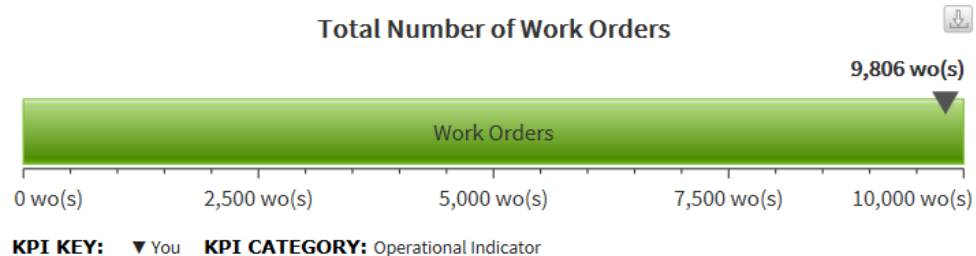 Total Number of Work Orders
9,806 wo(s)
Work Orders
0 wo(s) 2,500 wo(s) 5,000 wo(s) 7,500 wo(s) 10,000 wo(s)
KPI KEY: ▼ You KPI CATEGORY: Operational Indicator